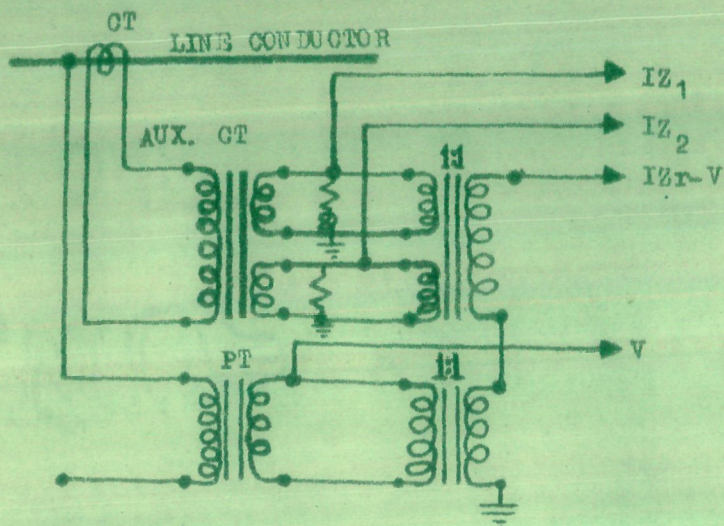 CT
LINE CONDUCTOR
IZ1
IZ2
AUX. CT
1:1
IZr-V
PT
1:1
V